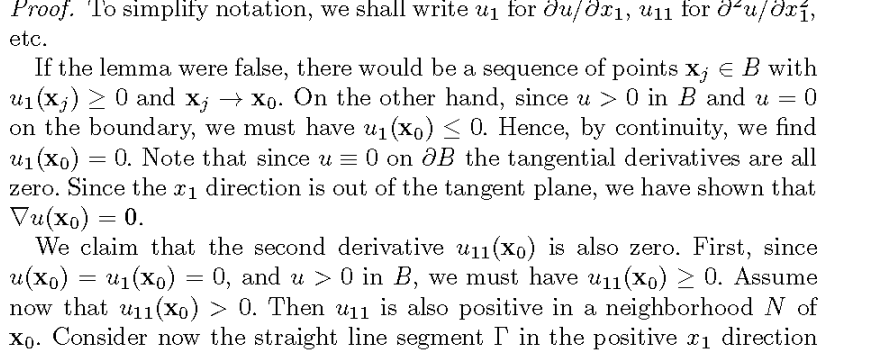 Proof. To simplify notation, we shall write u₁ for ∂u/∂x₁, u₁₁ for ∂²u/∂x₁²,
etc.
If the lemma were false, there would be a sequence of points xⱼ ∈ B with
u₁(xⱼ) ≥ 0 and xⱼ → x₀. On the other hand, since u > 0 in B and u = 0
on the boundary, we must have u₁(x₀) ≤ 0. Hence, by continuity, we find
u₁(x₀) = 0. Note that since u ≡ 0 on ∂B the tangential derivatives are all
zero. Since the x₁ direction is out of the tangent plane, we have shown that
∇u(x₀) = 0.
We claim that the second derivative u₁₁(x₀) is also zero. First, since
u(x₀) = u₁(x₀) = 0, and u > 0 in B, we must have u₁₁(x₀) ≥ 0. Assume
now that u₁₁(x₀) > 0. Then u₁₁ is also positive in a neighborhood N of
x₀. Consider now the straight line segment Γ in the positive x₁ direction